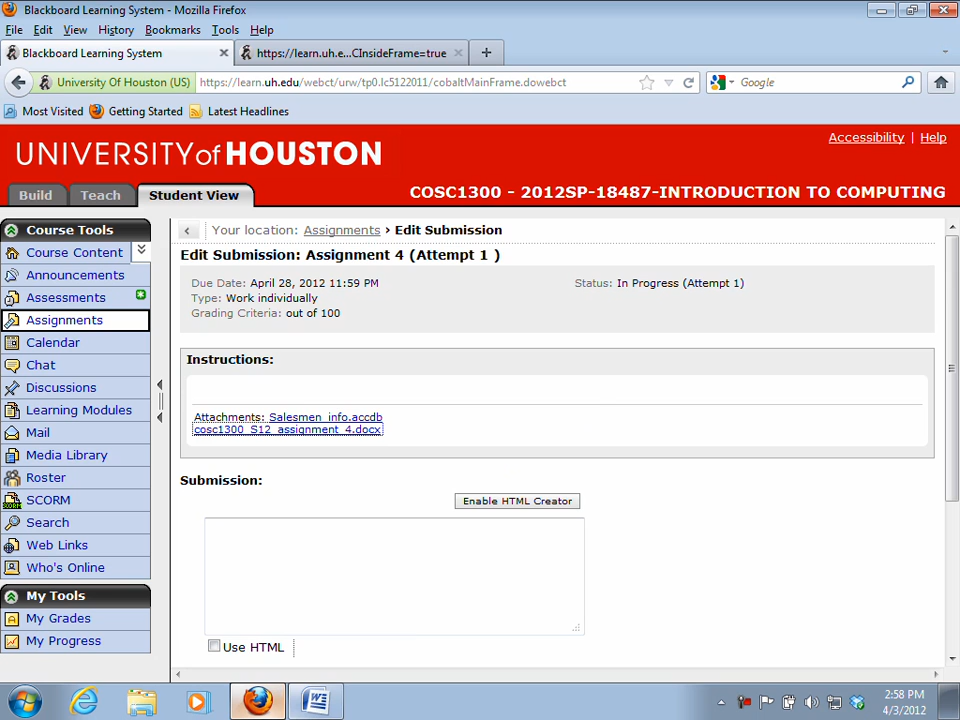 Blackboard Learning System - Mozilla Firefox
File Edit View History Bookmarks Tools Help
Blackboard Learning System
https://learn.uh.e...CInsideFrame=true
University Of Houston (US) https://learn.uh.edu/webct/urw/tp0.lc5122011/cobaltMainFrame.dowebct Google
Most Visited Getting Started Latest Headlines
Accessibility | Help
UNIVERSITY of HOUSTON
Build Teach Student View COSC1300 - 2012SP-18487-INTRODUCTION TO COMPUTING
Course Tools
Course Content
Announcements
Assessments
Assignments
Calendar
Chat
Discussions
Learning Modules
Mail
Media Library
Roster
SCORM
Search
Web Links
Who's Online
My Tools
My Grades
My Progress
Your location: Assignments › Edit Submission
Edit Submission: Assignment 4 (Attempt 1 )
Due Date: April 28, 2012 11:59 PM Status: In Progress (Attempt 1)
Type: Work individually
Grading Criteria: out of 100
Instructions:
Attachments: Salesmen_info.accdb
cosc1300_S12_assignment_4.docx
Submission:
Enable HTML Creator
Use HTML
2:58 PM
4/3/2012